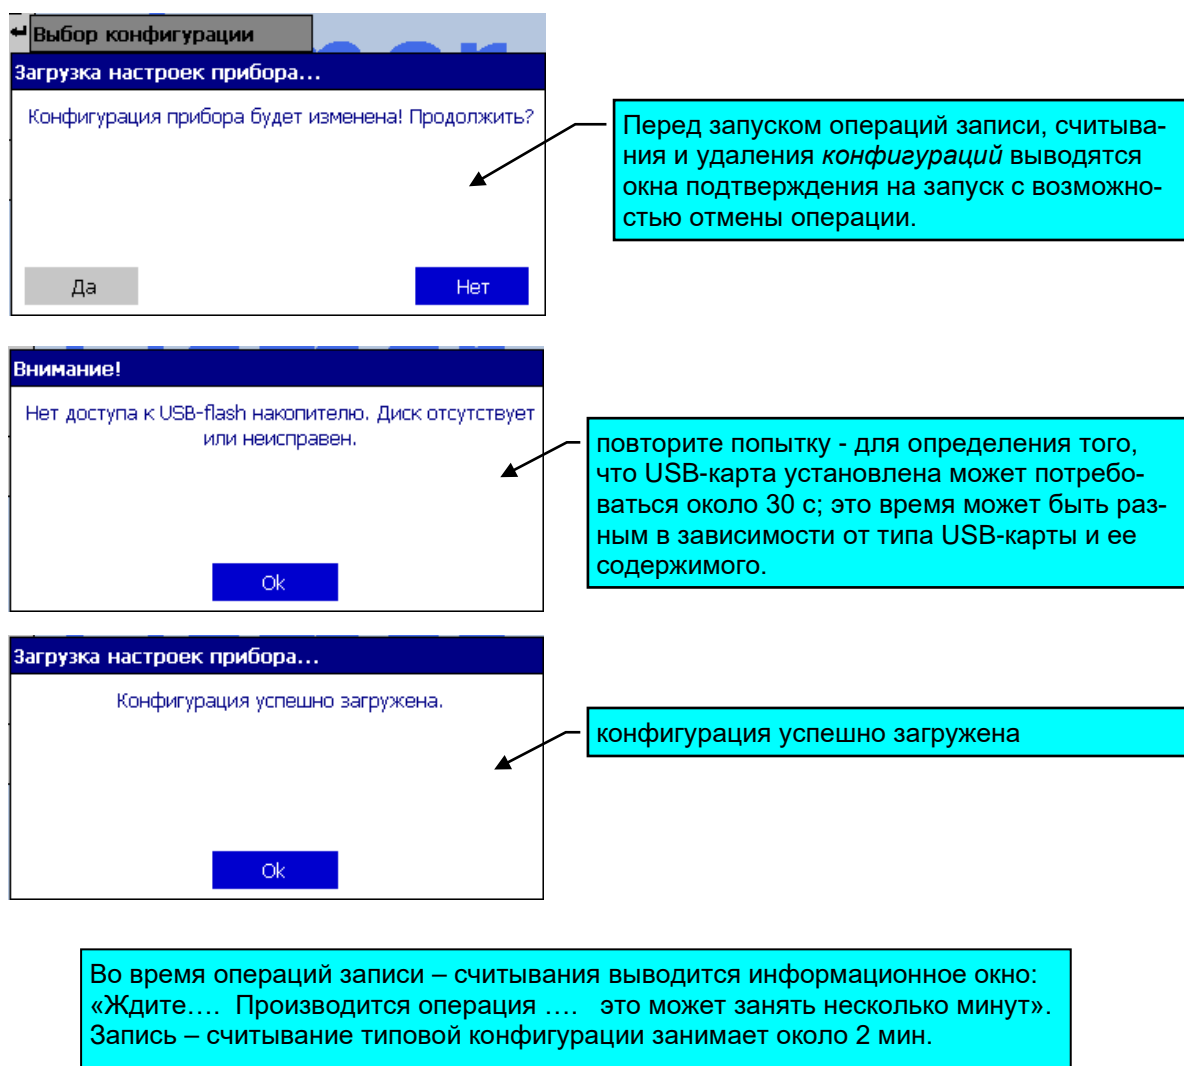 Выбор конфигурации
Загрузка настроек прибора...
Конфигурация прибора будет изменена! Продолжить?
Да
Нет
Перед запуском операций записи, считыва-
ния и удаления конфигураций выводятся
окна подтверждения на запуск с возможно-
стью отмены операции.
Внимание!
Нет доступа к USB-flash накопителю. Диск отсутствует
или неисправен.
Ok
повторите попытку - для определения того,
что USB-карта установлена может потребо-
ваться около 30 с; это время может быть раз-
ным в зависимости от типа USB-карты и ее
содержимого.
Загрузка настроек прибора...
Конфигурация успешно загружена.
Ok
конфигурация успешно загружена
Во время операций записи – считывания выводится информационное окно:
«Ждите…. Производится операция …. это может занять несколько минут».
Запись – считывание типовой конфигурации занимает около 2 мин.